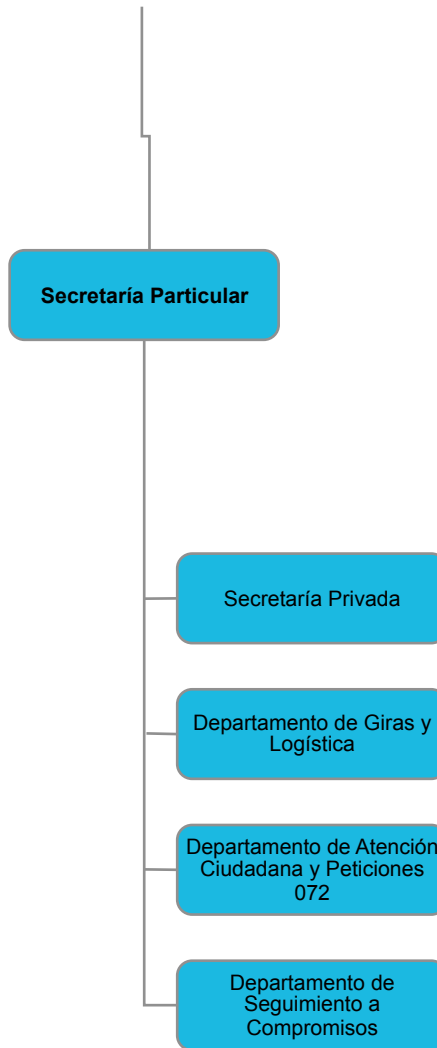 Secretaría Particular
Secretaría Privada
Departamento de Giras y
Logística
Departamento de Atención
Ciudadana y Peticiones
072
Departamento de
Seguimiento a
Compromisos